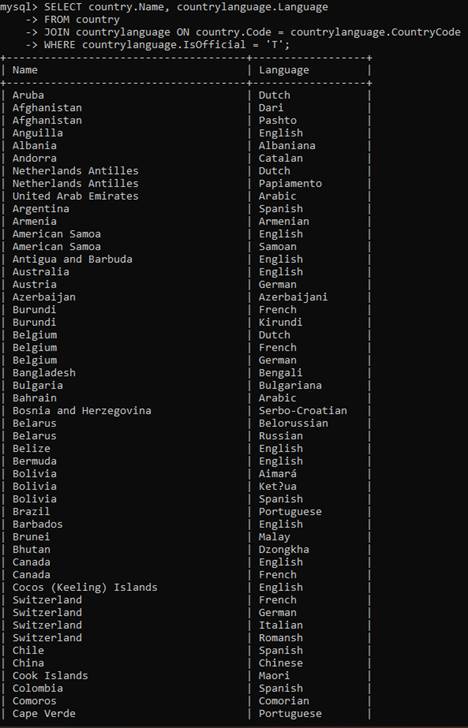 mysql> SELECT country.Name, countrylanguage.Language
-> FROM country
-> JOIN countrylanguage ON country.Code = countrylanguage.CountryCode
-> WHERE countrylanguage.IsOfficial = 'T';
+---------------------------------------+------------------+
| Name | Language |
+---------------------------------------+------------------+
| Aruba | Dutch |
| Afghanistan | Dari |
| Afghanistan | Pashto |
| Anguilla | English |
| Albania | Albaniana |
| Andorra | Catalan |
| Netherlands Antilles | Dutch |
| Netherlands Antilles | Papiamento |
| United Arab Emirates | Arabic |
| Argentina | Spanish |
| Armenia | Armenian |
| American Samoa | English |
| American Samoa | Samoan |
| Antigua and Barbuda | English |
| Australia | English |
| Austria | German |
| Azerbaijan | Azerbaijani |
| Burundi | French |
| Burundi | Kirundi |
| Belgium | Dutch |
| Belgium | French |
| Belgium | German |
| Bangladesh | Bengali |
| Bulgaria | Bulgariana |
| Bahrain | Arabic |
| Bosnia and Herzegovina | Serbo-Croatian |
| Belarus | Belorussian |
| Belarus | Russian |
| Belize | English |
| Bermuda | English |
| Bolivia | Aimará |
| Bolivia | Ket?ua |
| Bolivia | Spanish |
| Brazil | Portuguese |
| Barbados | English |
| Brunei | Malay |
| Bhutan | Dzongkha |
| Canada | English |
| Canada | French |
| Cocos (Keeling) Islands | English |
| Switzerland | French |
| Switzerland | German |
| Switzerland | Italian |
| Switzerland | Romansh |
| Chile | Spanish |
| China | Chinese |
| Cook Islands | Maori |
| Colombia | Spanish |
| Comoros | Comorian |
| Cape Verde | Portuguese |